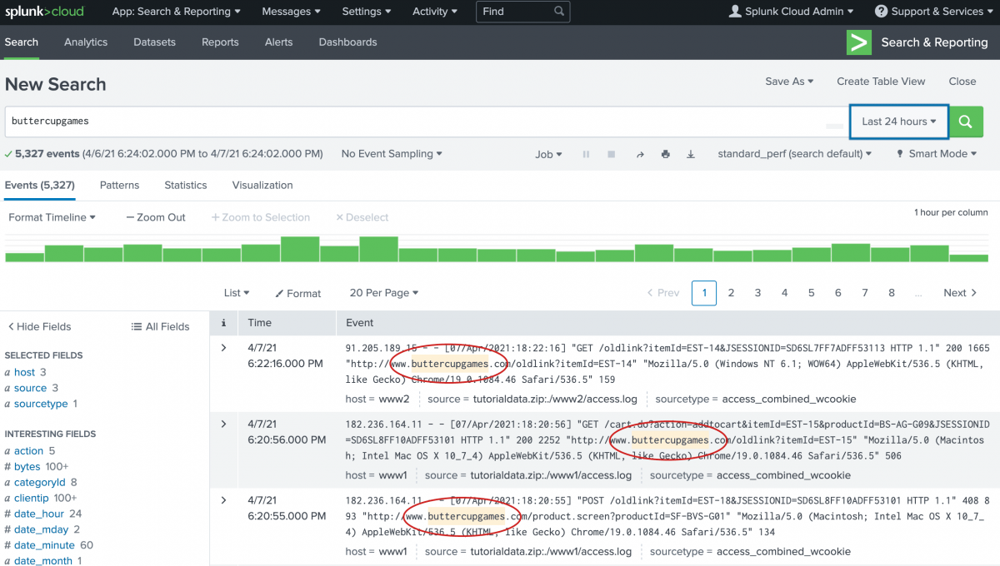 splunk>cloud App: Search & Reporting Messages Settings Activity Find Splunk Cloud Admin ? Support & Services
Search Analytics Datasets Reports Alerts Dashboards > Search & Reporting
New Search Save As Create Table View Close
buttercupgames Last 24 hours
5,327 events (4/6/21 6:24:02.000 PM to 4/7/21 6:24:02.000 PM) No Event Sampling Job standard_perf (search default) Smart Mode
Events (5,327) Patterns Statistics Visualization
Format Timeline — Zoom Out + Zoom to Selection × Deselect 1 hour per column
List Format 20 Per Page < Prev 1 2 3 4 5 6 7 8 ... Next >
< Hide Fields All Fields i Time Event
SELECTED FIELDS
a host 3
a source 3
a sourcetype 1
INTERESTING FIELDS
a action 5
# bytes 100+
a categoryId 8
a clientip 100+
# date_hour 24
# date_mday 2
# date_minute 60
a date_month 1
> 4/7/21 91.205.189.15 - - [07/Apr/2021:18:22:16] "GET /oldlink?itemId=EST-14&JSESSIONID=SD6SL7FF7ADFF53113 HTTP 1.1" 200 1665
6:22:16.000 PM "http://www.buttercupgames.com/oldlink?itemId=EST-14" "Mozilla/5.0 (Windows NT 6.1; WOW64) AppleWebKit/536.5 (KHTML,
like Gecko) Chrome/19.0.1084.46 Safari/536.5" 159
host = www2 source = tutorialdata.zip:./www2/access.log sourcetype = access_combined_wcookie
> 4/7/21 182.236.164.11 - - [07/Apr/2021:18:20:56] "GET /cart.do?action=addtocart&itemId=EST-15&productId=BS-AG-G09&JSESSIONID
6:20:56.000 PM =SD6SL8FF10ADFF53101 HTTP 1.1" 200 2252 "http://www.buttercupgames.com/oldlink?itemId=EST-15" "Mozilla/5.0 (Macintos
h; Intel Mac OS X 10_7_4) AppleWebKit/536.5 (KHTML, like Gecko) Chrome/19.0.1084.46 Safari/536.5" 506
host = www1 source = tutorialdata.zip:./www1/access.log sourcetype = access_combined_wcookie
> 4/7/21 182.236.164.11 - - [07/Apr/2021:18:20:55] "POST /oldlink?itemId=EST-18&JSESSIONID=SD6SL8FF10ADFF53101 HTTP 1.1" 408 8
6:20:55.000 PM 93 "http://www.buttercupgames.com/product.screen?productId=SF-BVS-G01" "Mozilla/5.0 (Macintosh; Intel Mac OS X 10_7_
4) AppleWebKit/536.5 (KHTML, like Gecko) Chrome/19.0.1084.46 Safari/536.5" 134
host = www1 source = tutorialdata.zip:./www1/access.log sourcetype = access_combined_wcookie